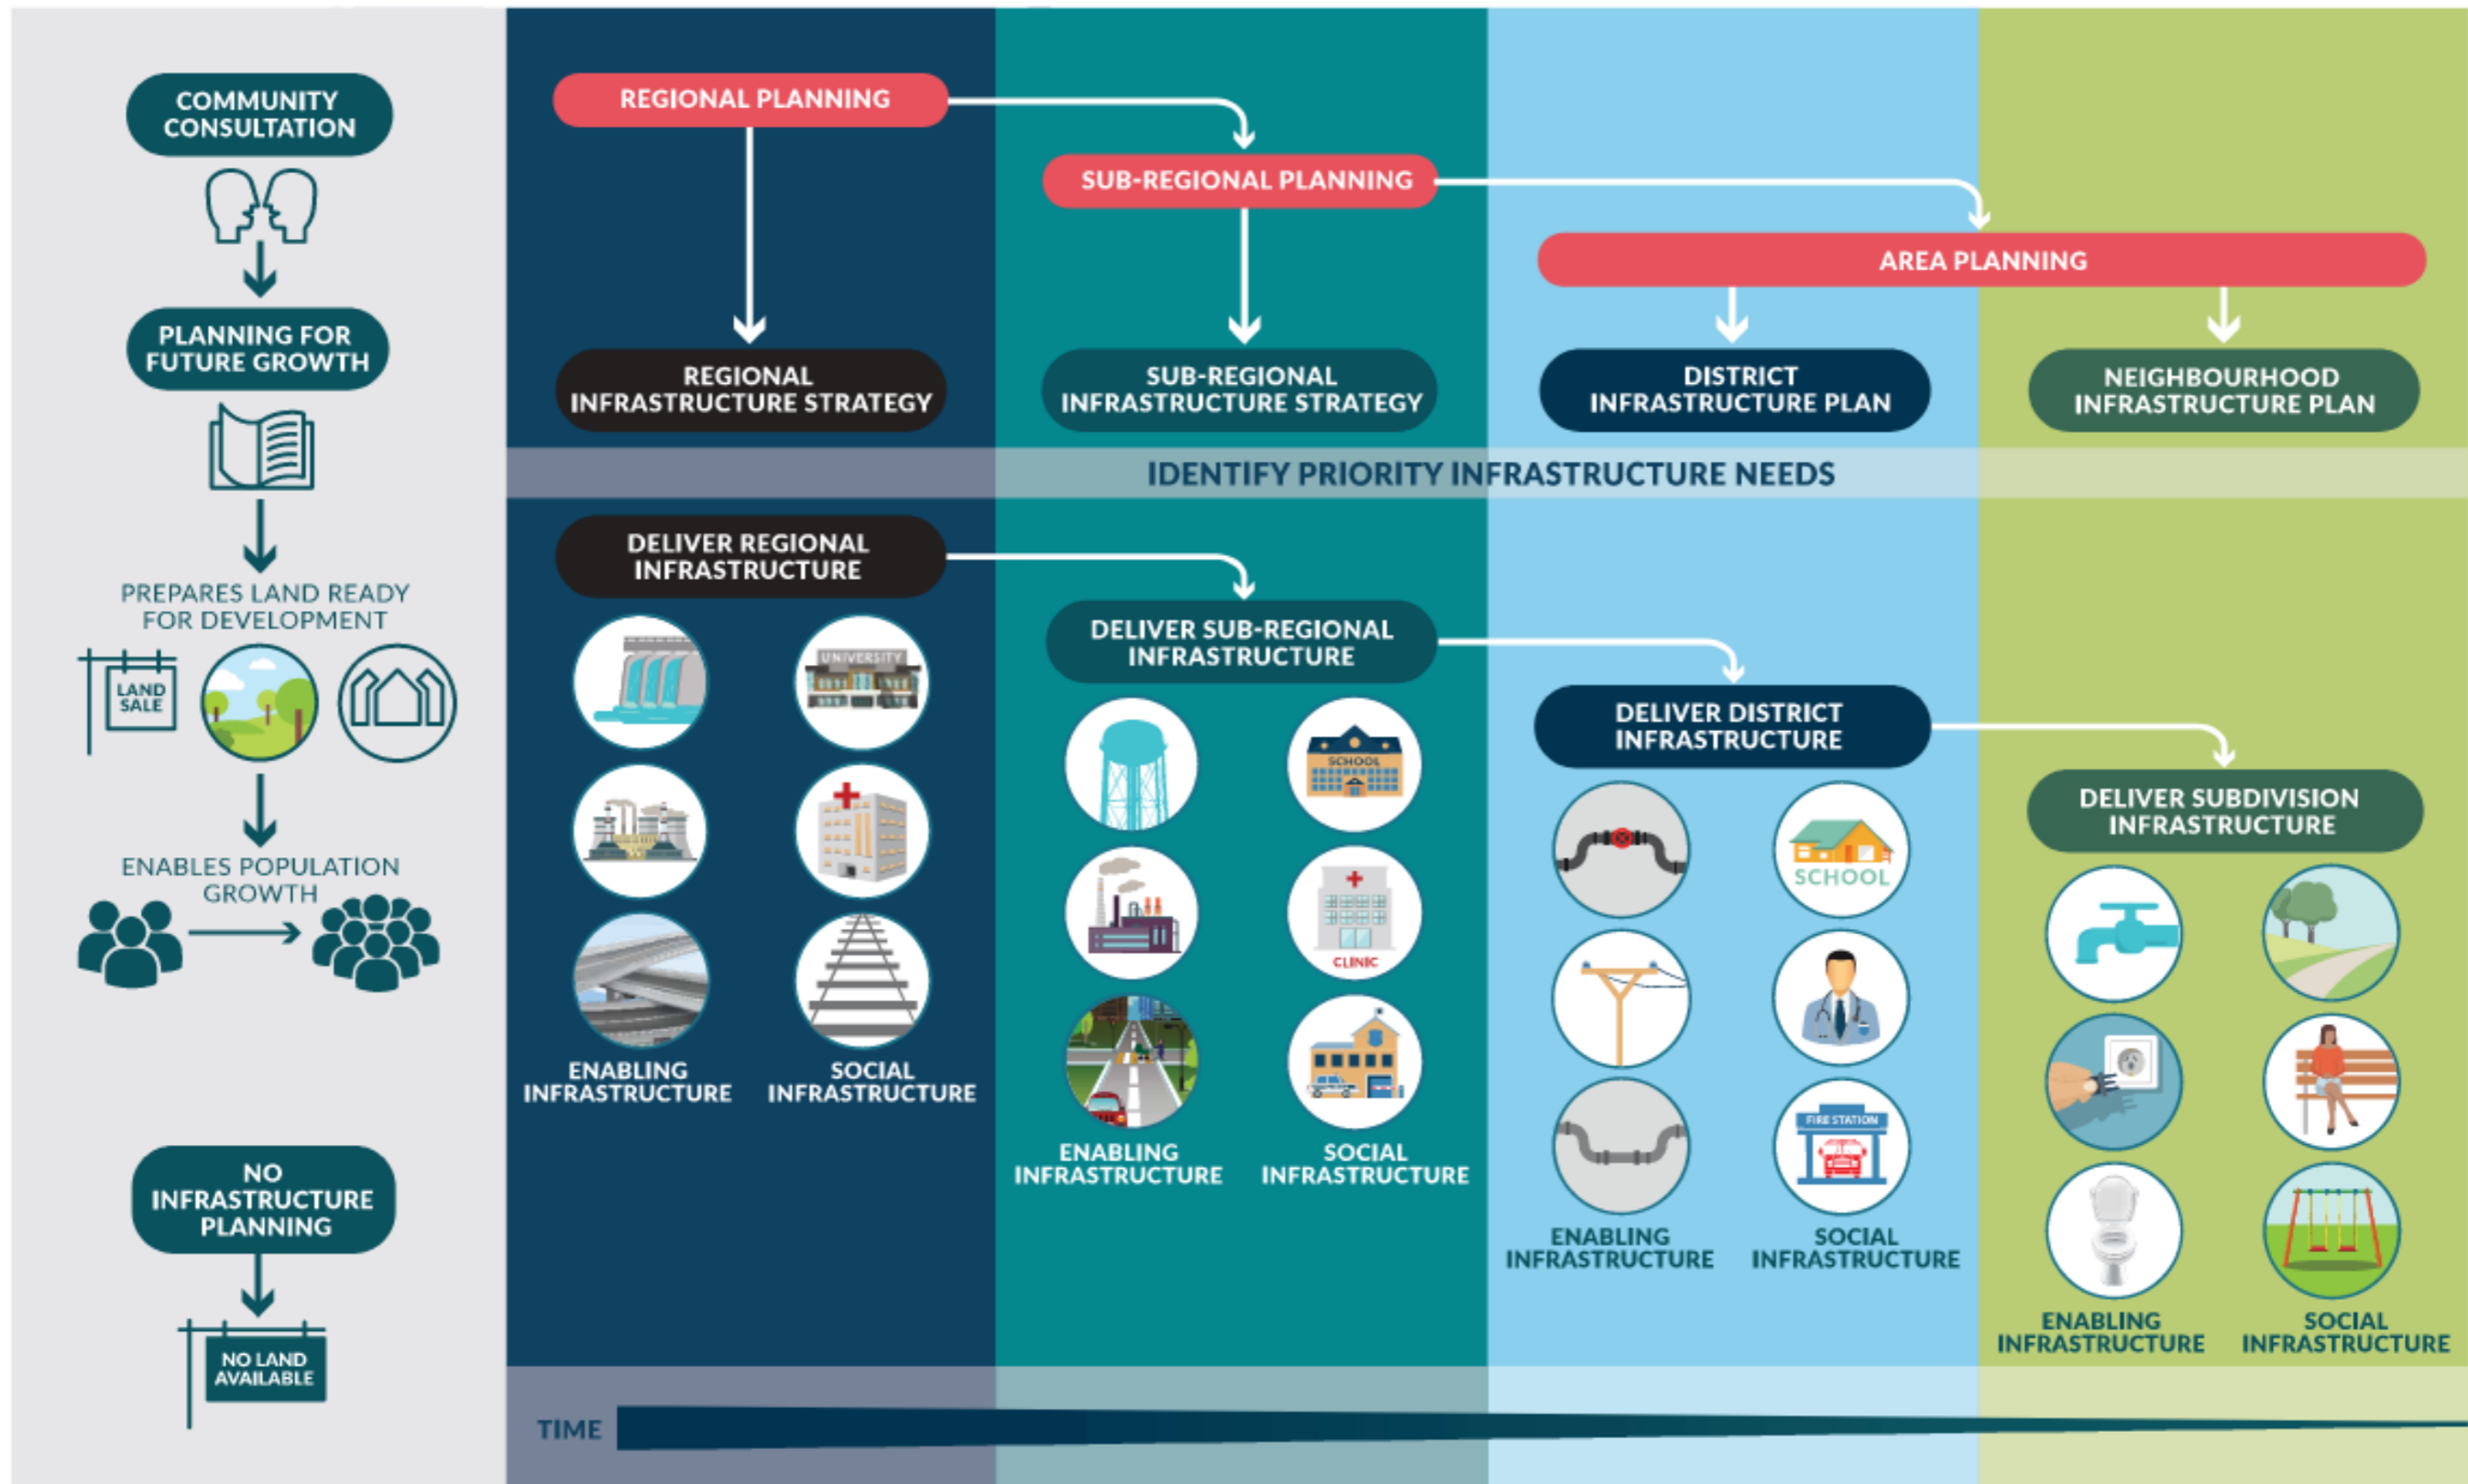 COMMUNITY
CONSULTATION
PLANNING FOR
FUTURE GROWTH
PREPARES LAND READY
FOR DEVELOPMENT
LAND
SALE
ENABLES POPULATION
GROWTH
NO
INFRASTRUCTURE
PLANNING
NO LAND
AVAILABLE
REGIONAL PLANNING
SUB-REGIONAL PLANNING
AREA PLANNING
REGIONAL
INFRASTRUCTURE STRATEGY
SUB-REGIONAL
INFRASTRUCTURE STRATEGY
DISTRICT
INFRASTRUCTURE PLAN
NEIGHBOURHOOD
INFRASTRUCTURE PLAN
IDENTIFY PRIORITY INFRASTRUCTURE NEEDS
DELIVER REGIONAL
INFRASTRUCTURE
UNIVERSITY
ENABLING
INFRASTRUCTURE
SOCIAL
INFRASTRUCTURE
DELIVER SUB-REGIONAL
INFRASTRUCTURE
SCHOOL
CLINIC
ENABLING
INFRASTRUCTURE
SOCIAL
INFRASTRUCTURE
DELIVER DISTRICT
INFRASTRUCTURE
SCHOOL
FIRE STATION
ENABLING
INFRASTRUCTURE
SOCIAL
INFRASTRUCTURE
DELIVER SUBDIVISION
INFRASTRUCTURE
ENABLING
INFRASTRUCTURE
SOCIAL
INFRASTRUCTURE
TIME